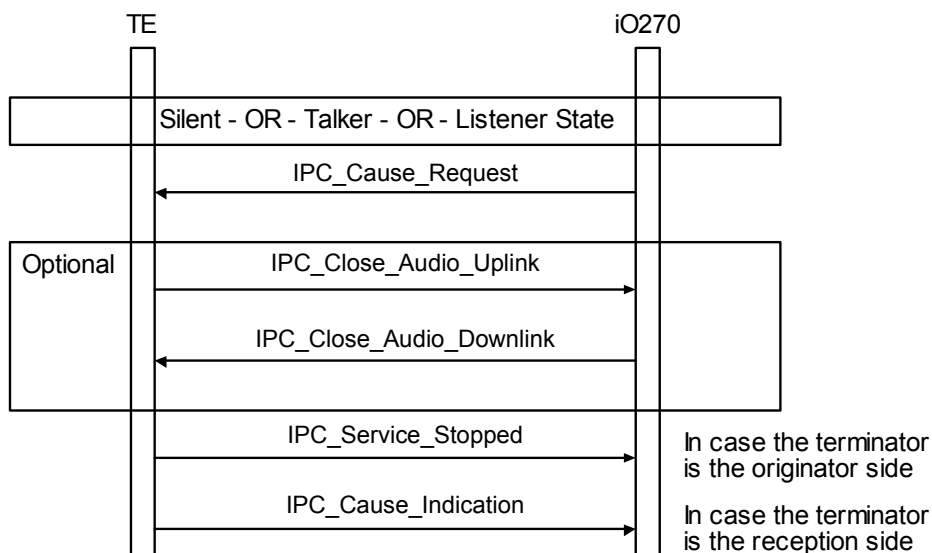 TE
iO270
Silent - OR - Talker - OR - Listener State
IPC_Cause_Request
Optional
IPC_Close_Audio_Uplink
IPC_Close_Audio_Downlink
IPC_Service_Stopped
In case the terminator
is the originator side
IPC_Cause_Indication
In case the terminator
is the reception side